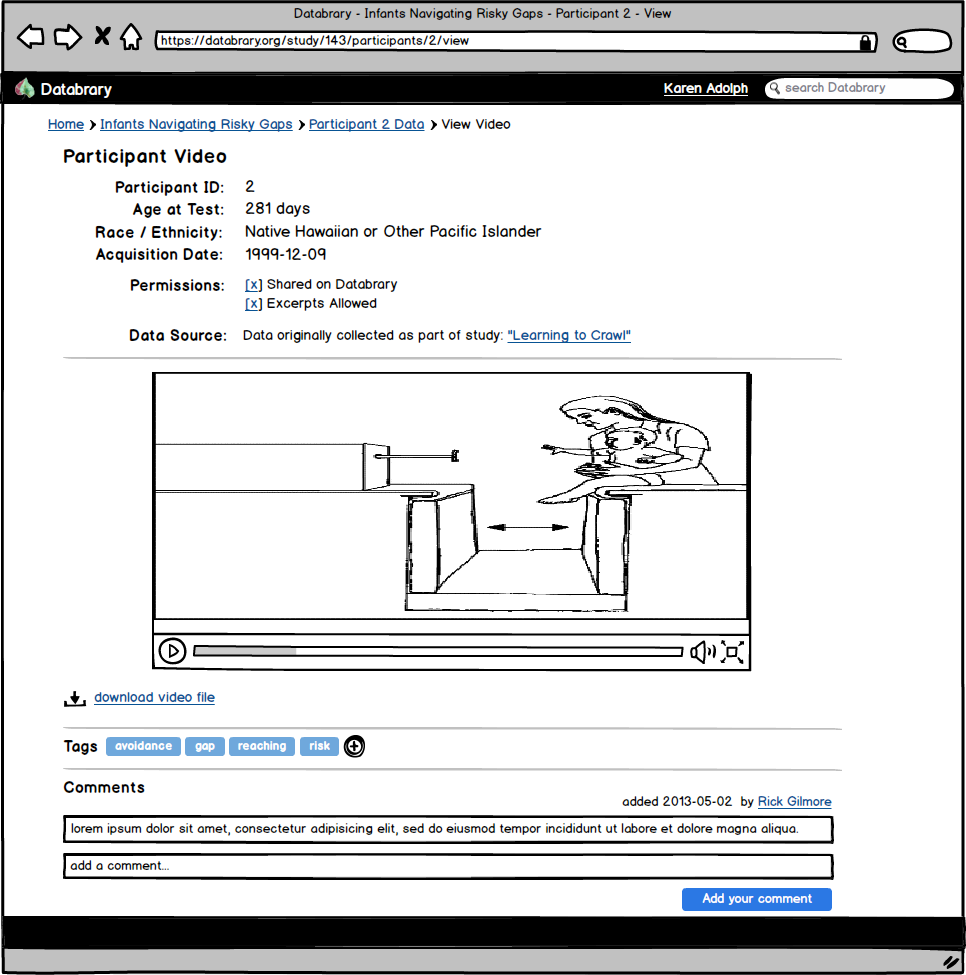 Databrary - Infants Navigating Risky Gaps - Participant 2 - View
https://databrary.org/study/143/participants/2/view
Databrary
Karen Adolph
search Databrary
Home > Infants Navigating Risky Gaps > Participant 2 Data > View Video
Participant Video
Participant ID: 2
Age at Test: 281 days
Race / Ethnicity: Native Hawaiian or Other Pacific Islander
Acquisition Date: 1999-12-09
Permissions: [x] Shared on Databrary
[x] Excerpts Allowed
Data Source: Data originally collected as part of study: "Learning to Crawl"
download video file
Tags avoidance gap reaching risk
Comments
added 2013-05-02 by Rick Gilmore
lorem ipsum dolor sit amet, consectetur adipisicing elit, sed do eiusmod tempor incididunt ut labore et dolore magna aliqua.
add a comment...
Add your comment